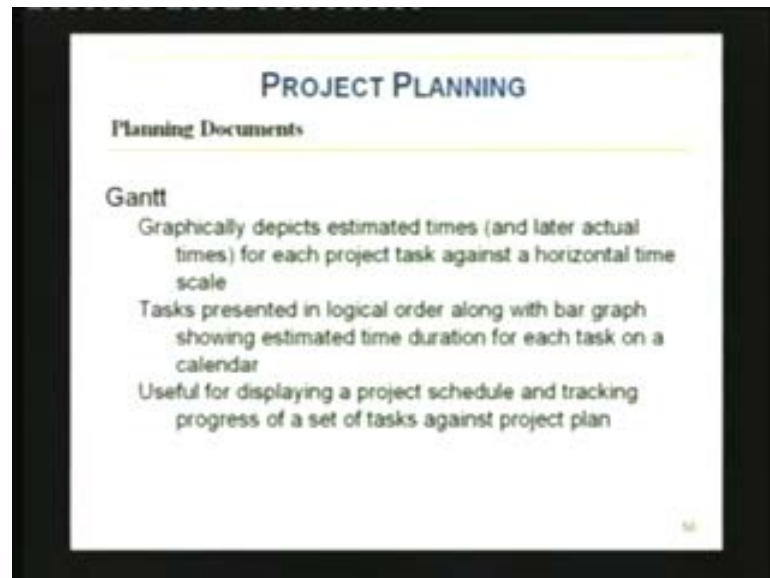 PROJECT PLANNING
Planning Documents
Gantt
Graphically depicts estimated times (and later actual
times) for each project task against a horizontal time
scale
Tasks presented in logical order along with bar graph
showing estimated time duration for each task on a
calendar
Useful for displaying a project schedule and tracking
progress of a set of tasks against project plan